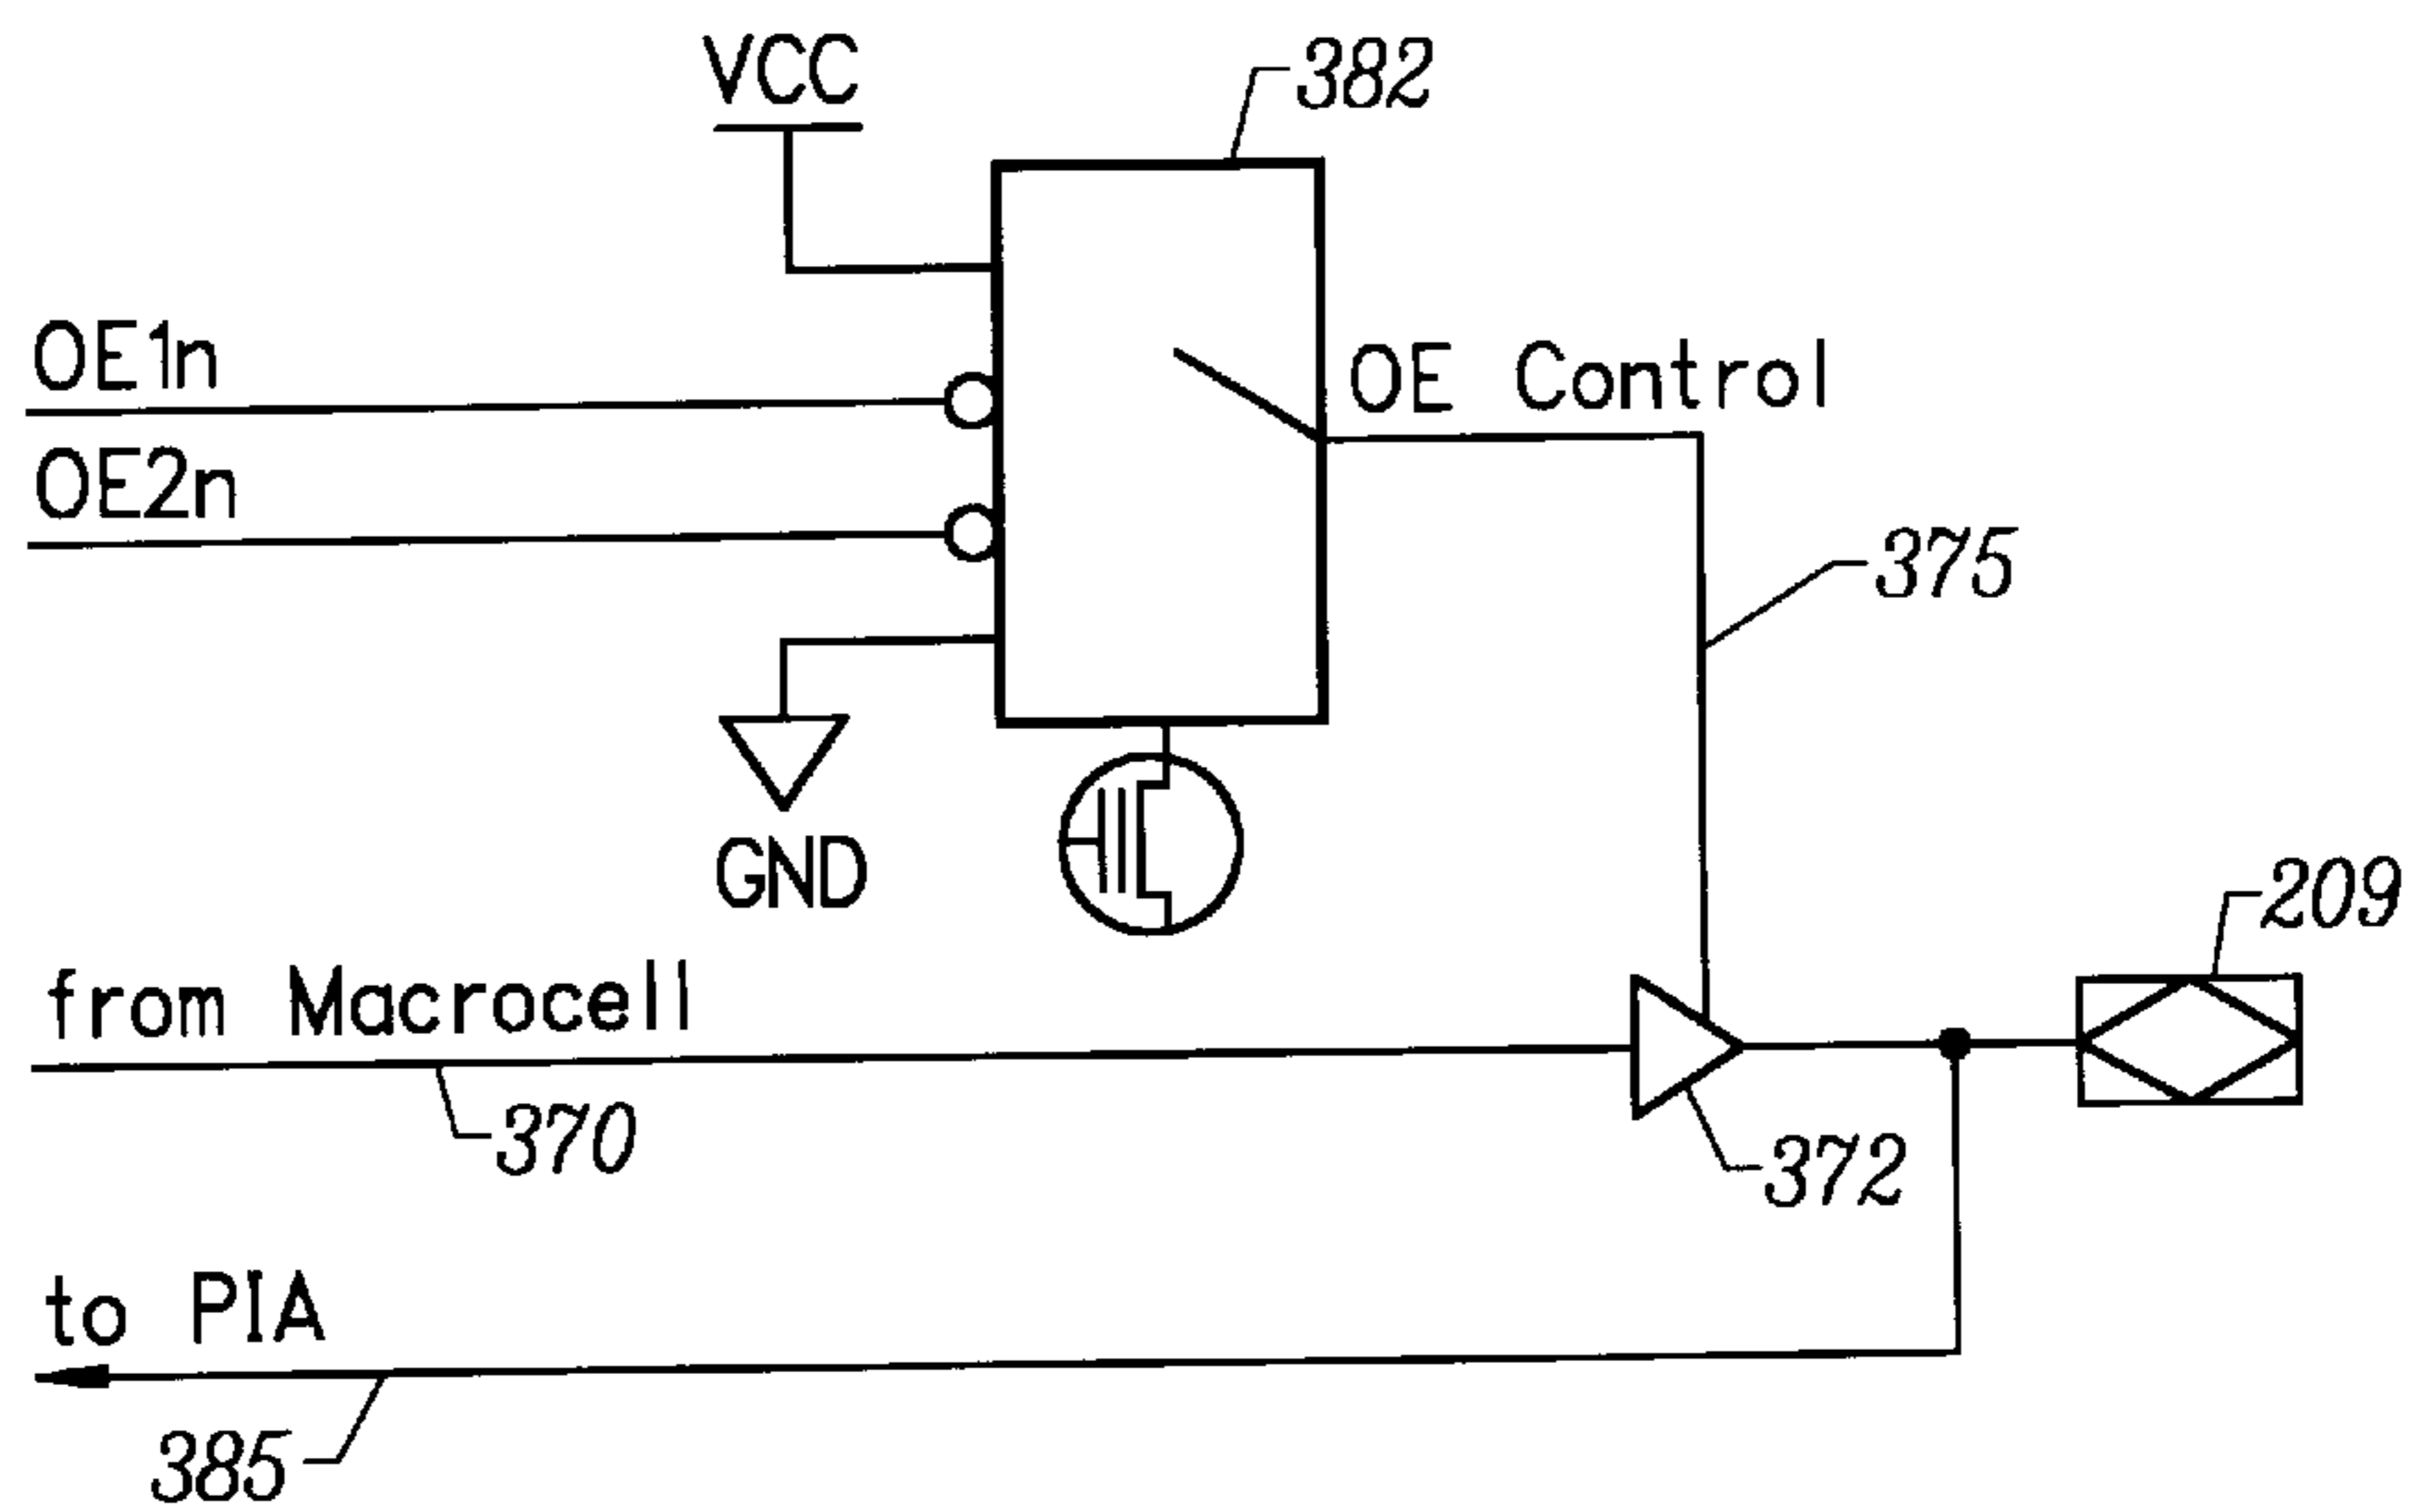 VCC
382
OE1n
OE Control
OE2n
375
GND
209
from Macrocell
370
372
to PIA
385